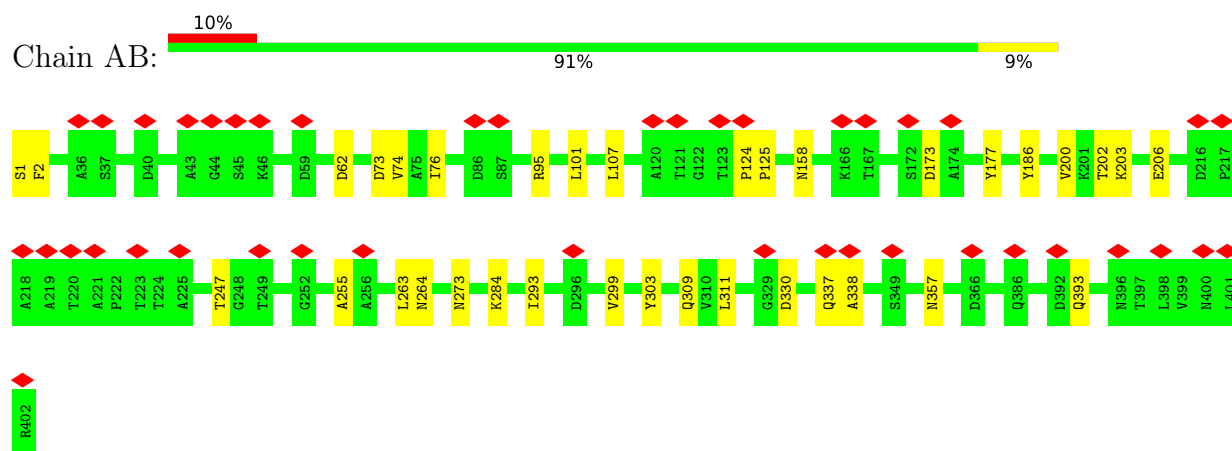 10%
Chain AB:
91% 9%
S1 F2 A36 S37 D40 A43 G44 S45 K46 D59 D62 D73 V74 A75 I76 D86 S87 R95 L101 L107 A120 T121 G122 T123 P124 P125 N158 K166 T167 S172 D173 A174 Y177 Y186 V200 K201 T202 K203 E206 D216 P217
A218 A219 T220 A221 P222 T223 T224 A225 T247 G248 T249 G252 A255 A256 L263 N264 N273 K284 I293 D296 V299 Y303 Q309 V310 L311 G329 D330 Q337 A338 S349 N357 D366 Q386 D392 Q393 N396 T397 L398 V399 N400
R402